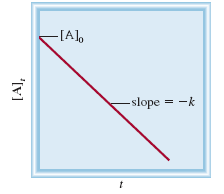 [A]₀
[A]ₜ
slope = −k
t